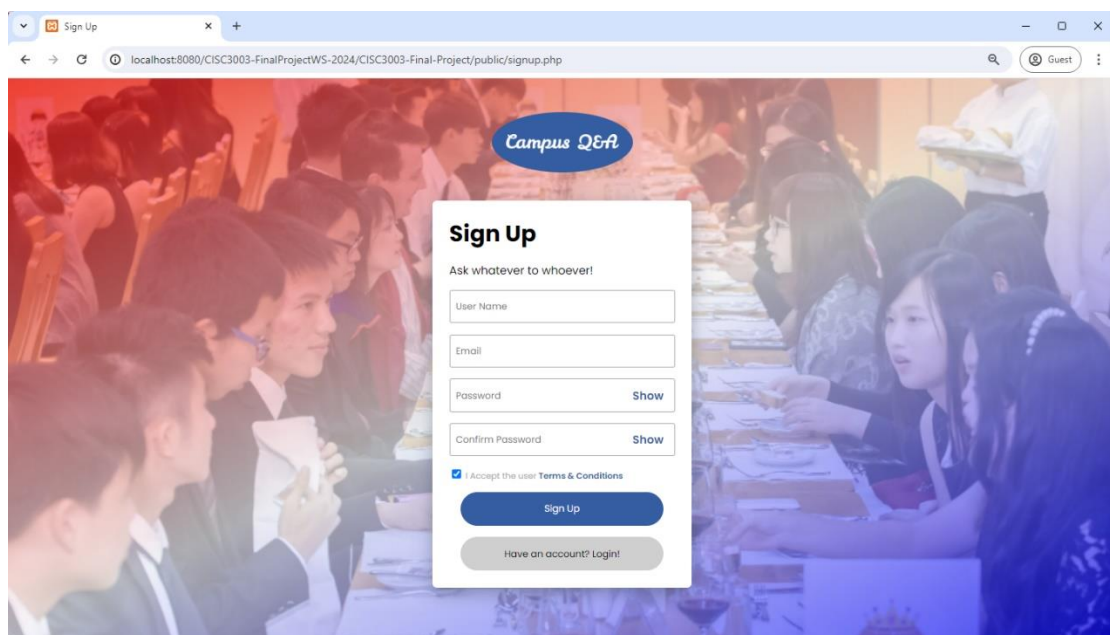 Sign Up
localhost:8080/CISC3003-FinalProjectWS-2024/CISC3003-Final-Project/public/signup.php
Guest
Campus Q&A
Sign Up
Ask whatever to whoever!
User Name
Email
Password Show
Confirm Password Show
I Accept the user Terms & Conditions
Sign Up
Have an account? Login!